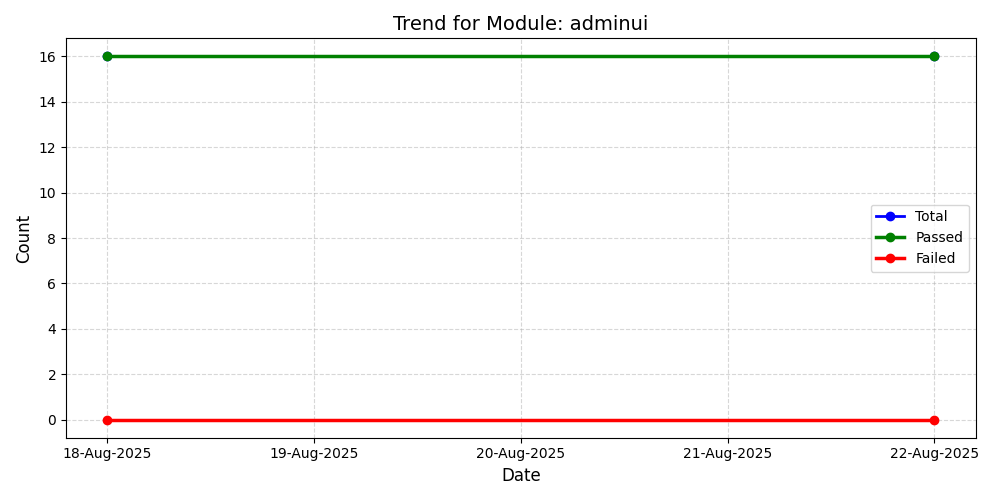 Trend for Module: adminui
16
14
12
10
8
6
4
2
0
Count
Total
Passed
Failed
18-Aug-2025 19-Aug-2025 20-Aug-2025 21-Aug-2025 22-Aug-2025
Date